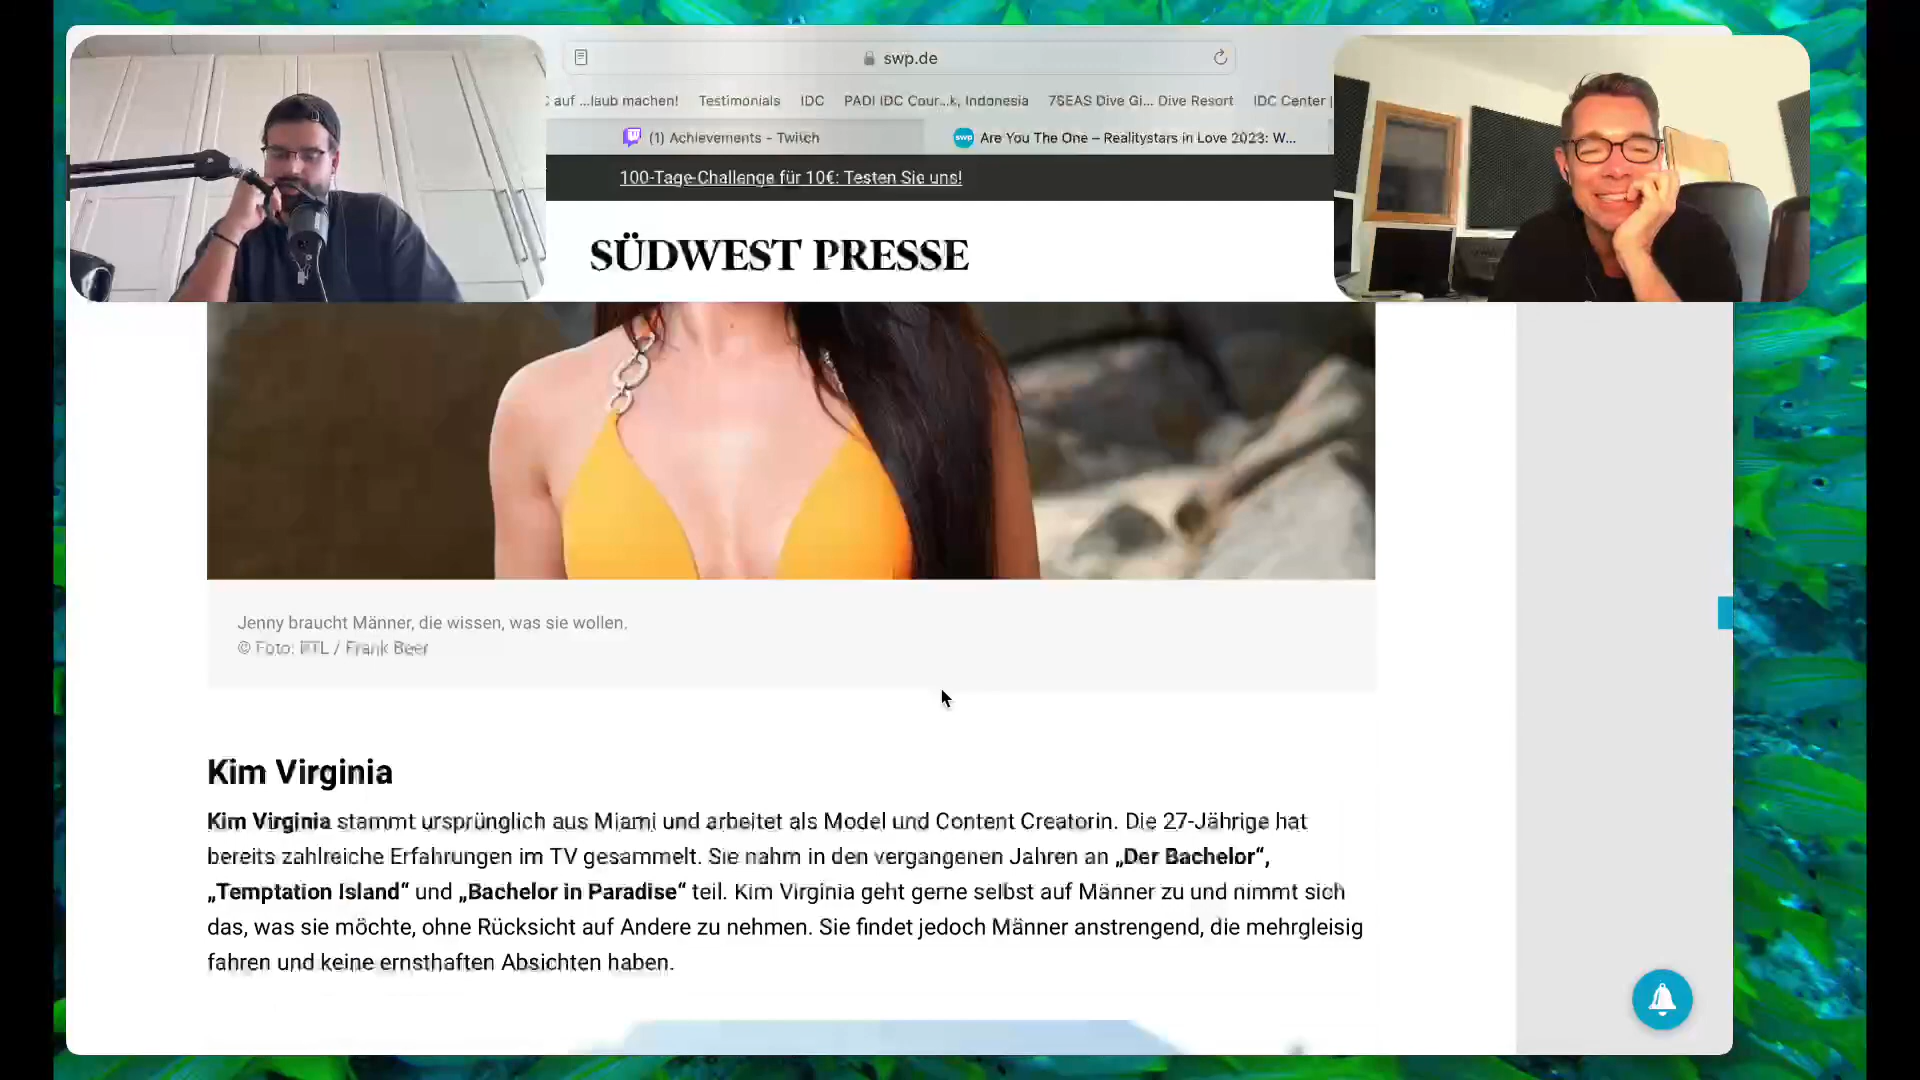 swp.de
auf ...laub machen! Testimonials IDC PADI IDC Cour...k, Indonesia 7SEAS Dive Gi... Dive Resort IDC Center |
(1) Achievements - Twitch swp Are You The One – Realitystars in Love 2023: W...
100-Tage-Challenge für 10€: Testen Sie uns!
SÜDWEST PRESSE
Jenny braucht Männer, die wissen, was sie wollen.
© Foto: RTL / Frank Beer
Kim Virginia
Kim Virginia stammt ursprünglich aus Miami und arbeitet als Model und Content Creatorin. Die 27-Jährige hat
bereits zahlreiche Erfahrungen im TV gesammelt. Sie nahm in den vergangenen Jahren an „Der Bachelor“,
„Temptation Island“ und „Bachelor in Paradise“ teil. Kim Virginia geht gerne selbst auf Männer zu und nimmt sich
das, was sie möchte, ohne Rücksicht auf Andere zu nehmen. Sie findet jedoch Männer anstrengend, die mehrgleisig
fahren und keine ernsthaften Absichten haben.